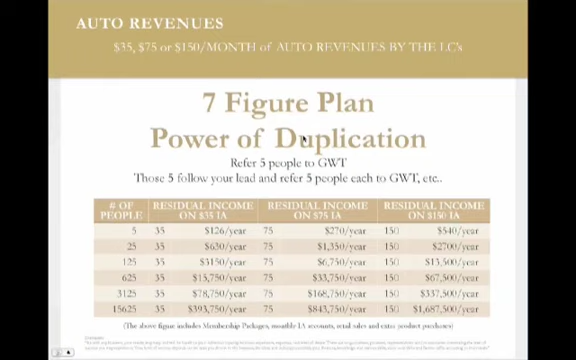 AUTO REVENUES
$35, $75 or $150/MONTH of AUTO REVENUES BY THE LC's
7 Figure Plan
Power of Duplication
Refer 5 people to GWT
Those 5 follow your lead and refer 5 people each to GWT, etc..
# OF PEOPLE RESIDUAL INCOME ON $35 IA RESIDUAL INCOME ON $75 IA RESIDUAL INCOME ON $150 IA
5 35 $126/year 75 $270/year 150 $540/year
25 35 $630/year 75 $1,350/year 150 $2700/year
125 35 $3150/year 75 $6,750/year 150 $13,500/year
625 35 $13,750/year 75 $33,750/year 150 $67,500/year
3125 35 $78,750/year 75 $168,750/year 150 $337,500/year
15625 35 $393,750/year 75 $843,750/year 150 $1,687,500/year
(The above figure includes Membership Packages, monthly IA accounts, retail sales and extra product purchases)